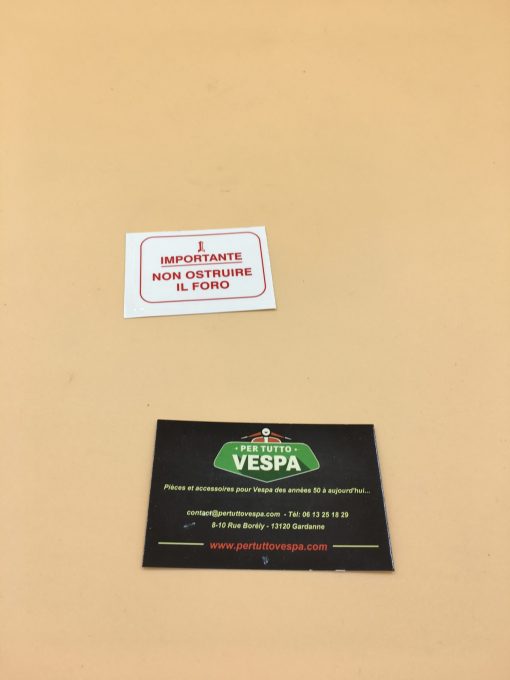 IMPORTANTE
NON OSTRUIRE
IL FORO
PER TUTTO
VESPA
Pièces et accessoires pour Vespa des années 50 à aujourd'hui...
contact@pertuttovespa.com - Tél: 06 13 25 18 29
8-10 Rue Borély - 13120 Gardanne
www.pertuttovespa.com